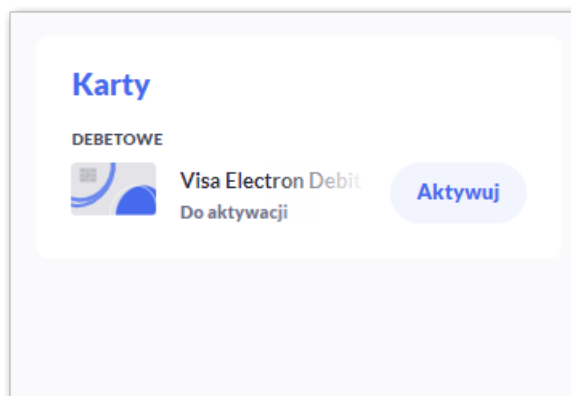 Karty
DEBETOWE
Visa Electron Debit
Do aktywacji
Aktywuj